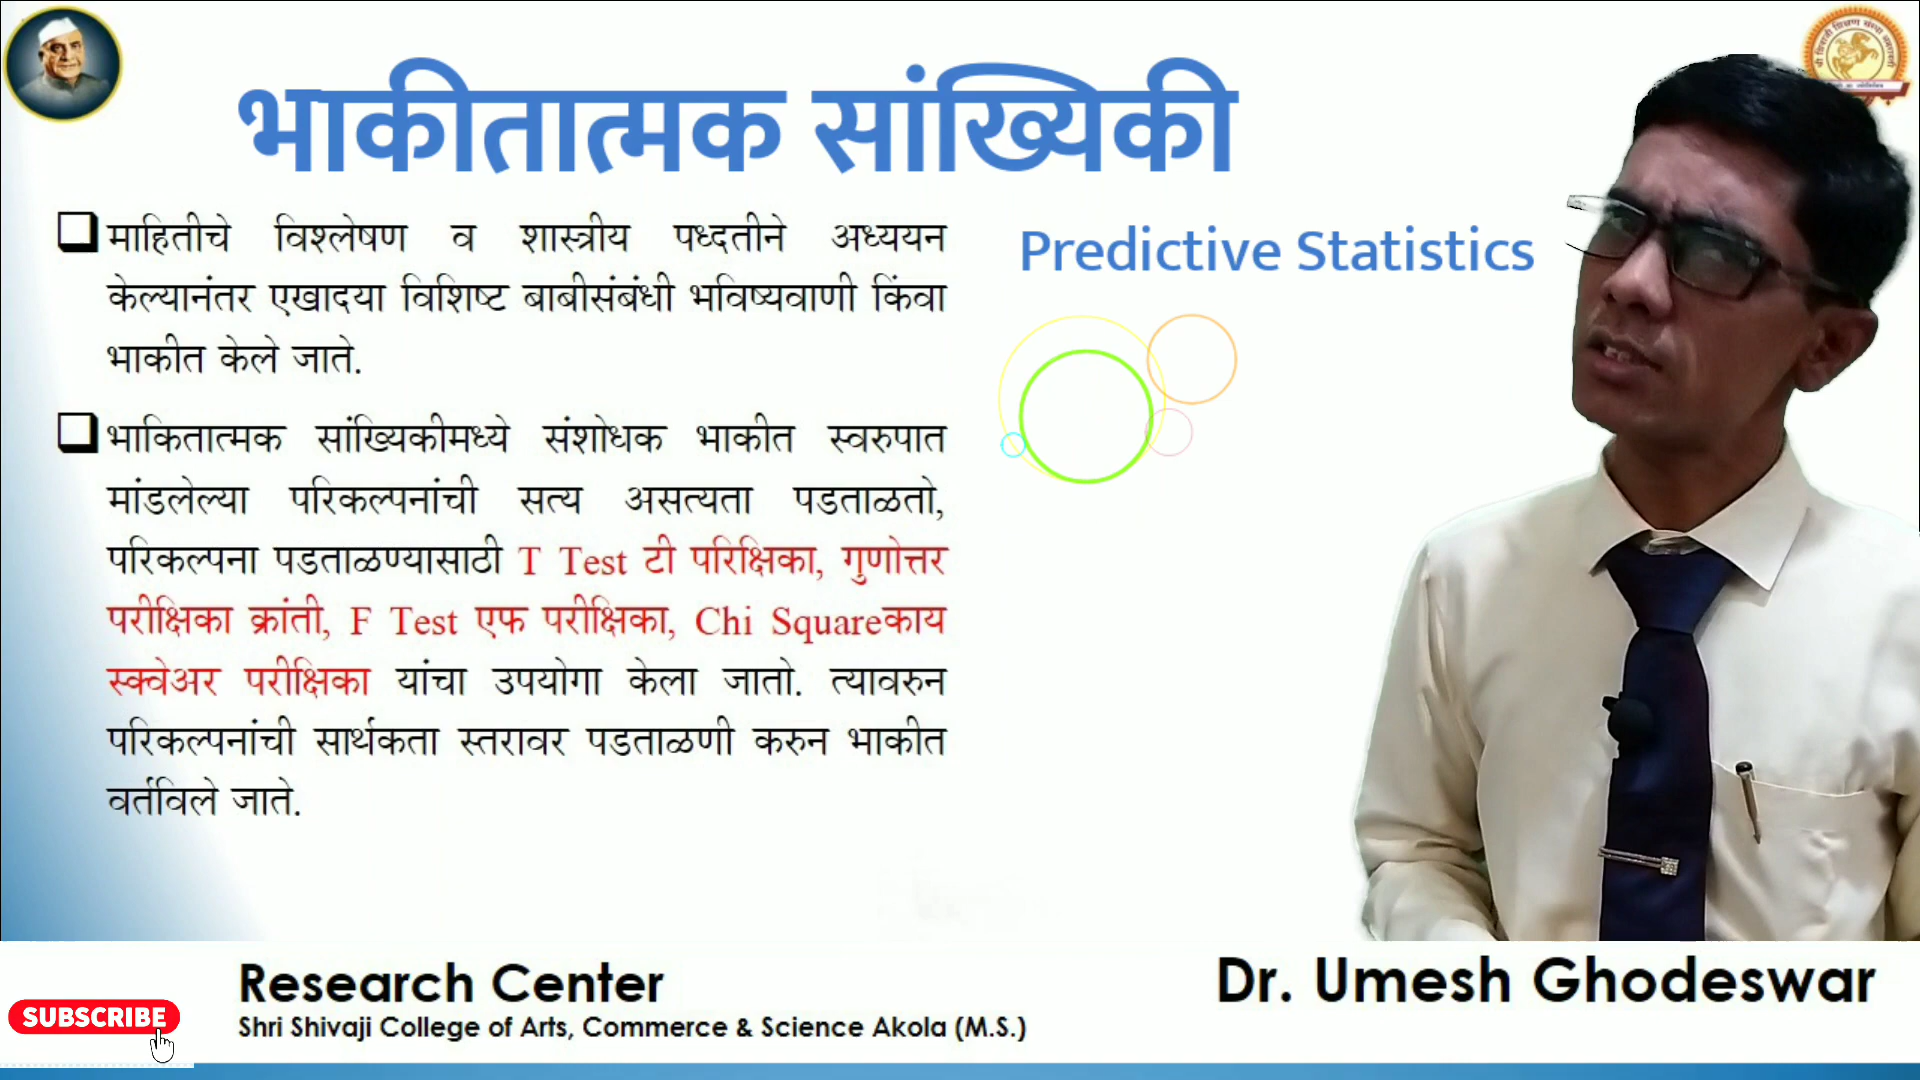 भाकीतात्मक सांख्यिकी
Predictive Statistics
माहितीचे विश्लेषण व शास्त्रीय पध्दतीने अध्ययन
केल्यानंतर एखादया विशिष्ट बाबीसंबंधी भविष्यवाणी किंवा
भाकीत केले जाते.
भाकितात्मक सांख्यिकीमध्ये संशोधक भाकीत स्वरुपात
मांडलेल्या परिकल्पनांची सत्य असत्यता पडताळतो,
परिकल्पना पडताळण्यासाठी T Test टी परिक्षिका, गुणोत्तर
परीक्षिका क्रांती, F Test एफ परीक्षिका, Chi Squareकाय
स्क्वेअर परीक्षिका यांचा उपयोगा केला जातो. त्यावरुन
परिकल्पनांची सार्थकता स्तरावर पडताळणी करुन भाकीत
वर्तविले जाते.
Research Center
Shri Shivaji College of Arts, Commerce & Science Akola (M.S.)
Dr. Umesh Ghodeswar
SUBSCRIBE